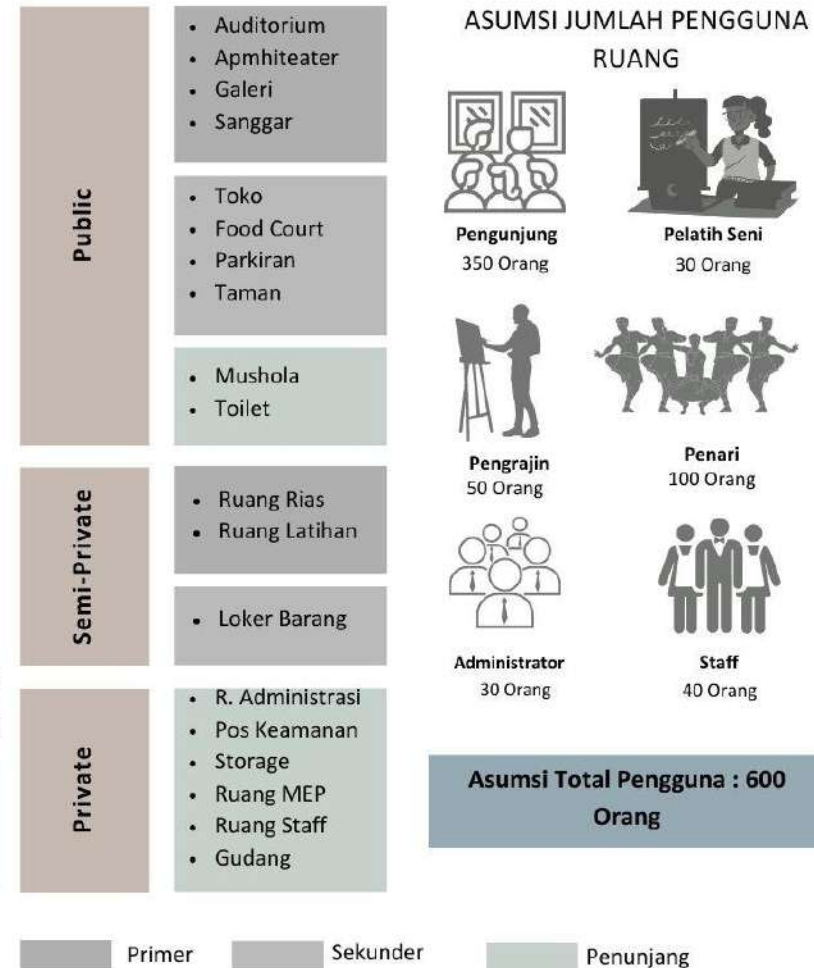 Public
• Auditorium
• Apmhiteater
• Galeri
• Sanggar
• Toko
• Food Court
• Parkiran
• Taman
• Mushola
• Toilet
Semi-Private
• Ruang Rias
• Ruang Latihan
• Loker Barang
Private
• R. Administrasi
• Pos Keamanan
• Storage
• Ruang MEP
• Ruang Staff
• Gudang
Primer
Sekunder
Penunjang
ASUMSI JUMLAH PENGGUNA
RUANG
Pengunjung
350 Orang
Pelatih Seni
30 Orang
Pengrajin
50 Orang
Penari
100 Orang
Administrator
30 Orang
Staff
40 Orang
Asumsi Total Pengguna : 600
Orang